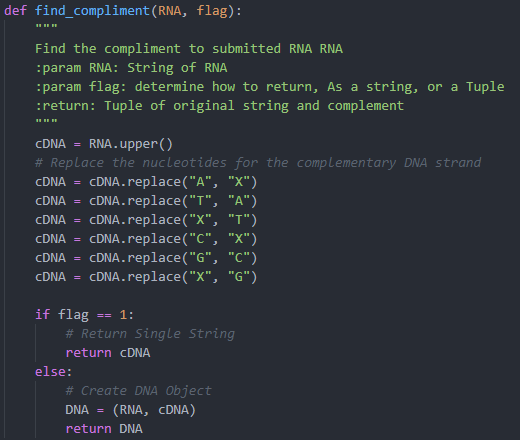 def find_compliment(RNA, flag):
    """
    Find the compliment to submitted RNA RNA
    :param RNA: String of RNA
    :param flag: determine how to return, As a string, or a Tuple
    :return: Tuple of original string and complement
    """
    cDNA = RNA.upper()
    # Replace the nucleotides for the complementary DNA strand
    cDNA = cDNA.replace("A", "X")
    cDNA = cDNA.replace("T", "A")
    cDNA = cDNA.replace("X", "T")
    cDNA = cDNA.replace("C", "X")
    cDNA = cDNA.replace("G", "C")
    cDNA = cDNA.replace("X", "G")

    if flag == 1:
        # Return Single String
        return cDNA
    else:
        # Create DNA Object
        DNA = (RNA, cDNA)
        return DNA